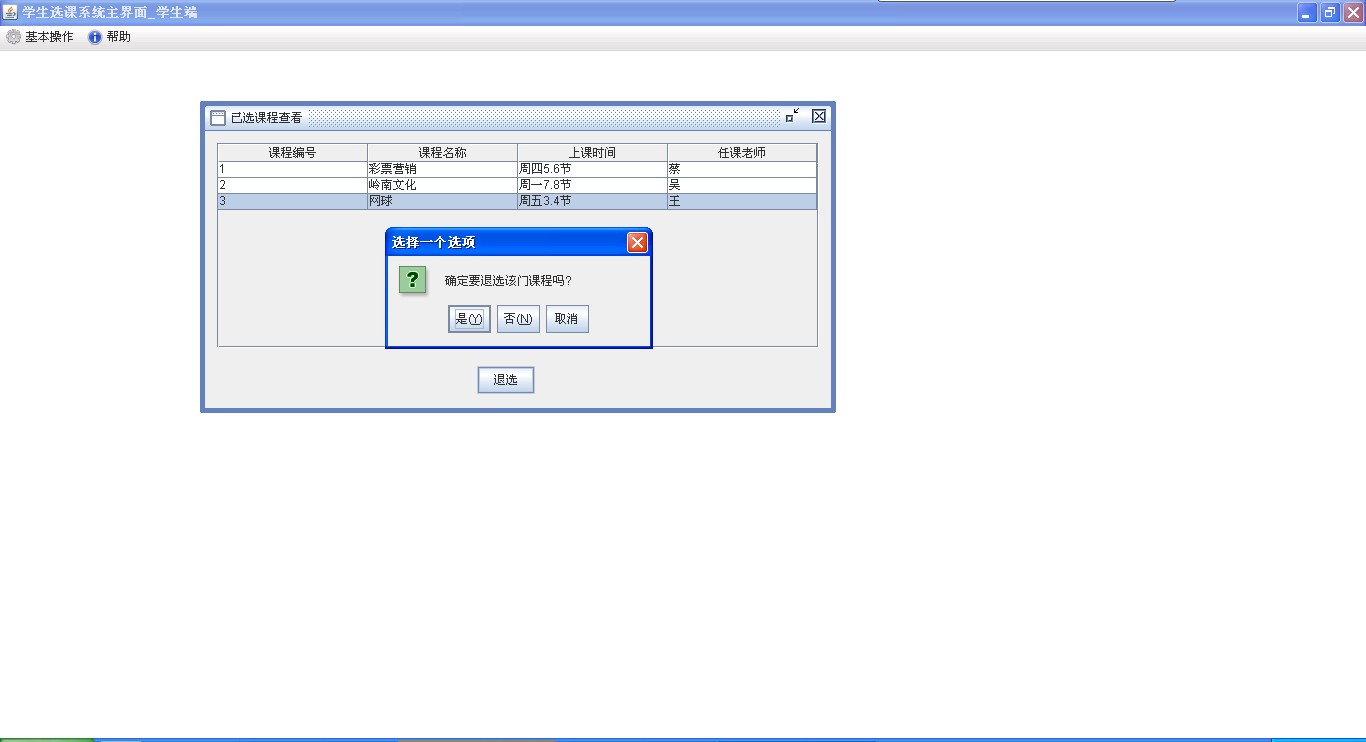 学生选课系统主界面_学生端
基本操作 帮助
已选课程查看
课程编号 课程名称 上课时间 任课老师
1 彩票营销 周四5.6节 蔡
2 岭南文化 周一7.8节 吴
3 网球 周五3.4节 王
选择一个选项
确定要退选该门课程吗?
是(Y) 否(N) 取消
退选